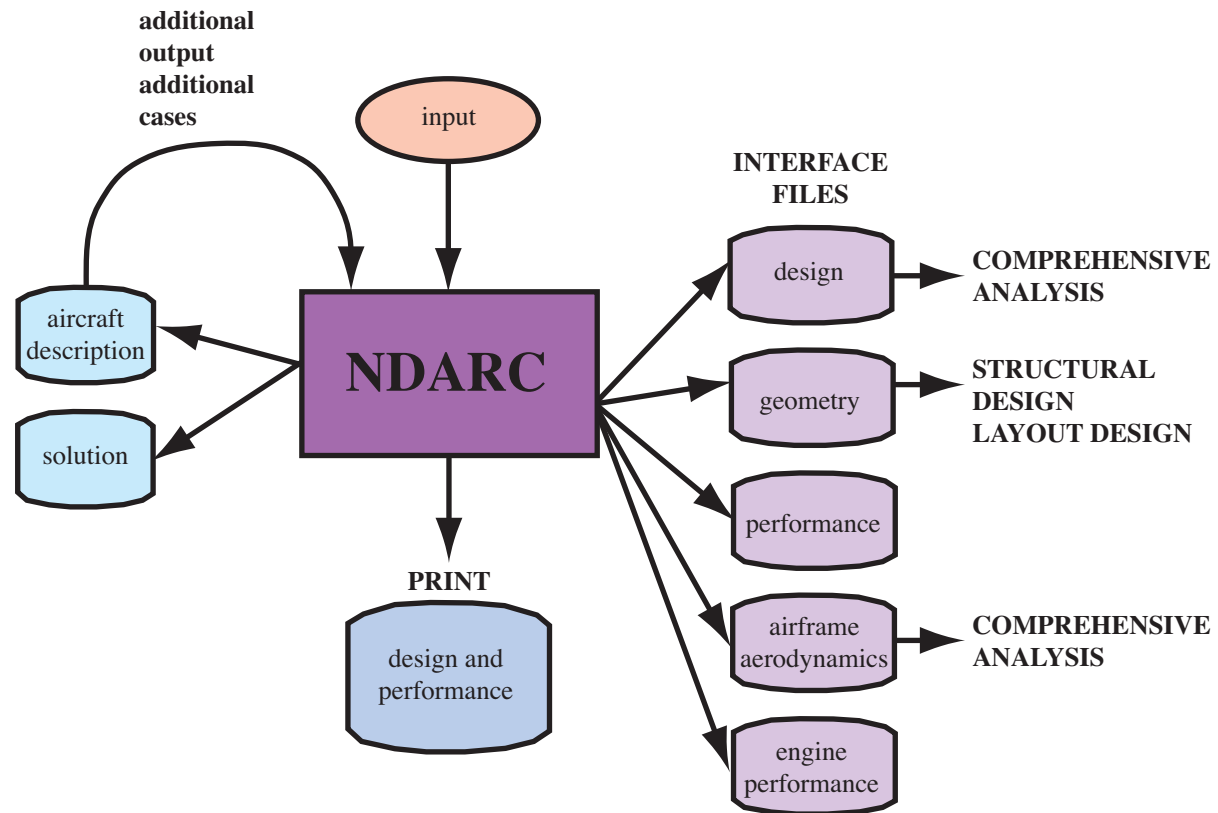 additional
output
additional
cases
input
INTERFACE
FILES
design
COMPREHENSIVE
ANALYSIS
aircraft
description
NDARC
geometry
STRUCTURAL
DESIGN
LAYOUT DESIGN
solution
performance
PRINT
design and
performance
airframe
aerodynamics
COMPREHENSIVE
ANALYSIS
engine
performance